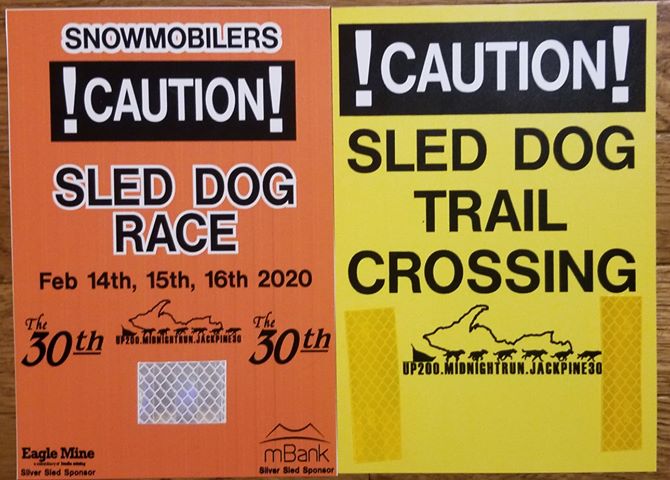 SNOWMOBILERS
!CAUTION!
SLED DOG
RACE
Feb 14th, 15th, 16th 2020
The 30th
UP200.MIDNIGHTRUN.JACKPINE30
The 30th
Eagle Mine
Silver Sled Sponsor
mBank
Silver Sled Sponsor
!CAUTION!
SLED DOG
TRAIL
CROSSING
UP200.MIDNIGHTRUN.JACKPINE30